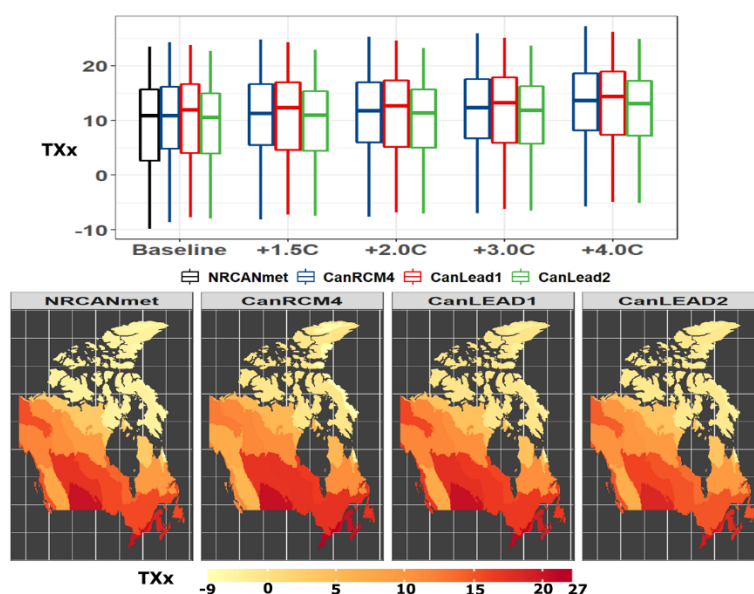 20
10
TXx
0
-10
Baseline +1.5C +2.0C +3.0C +4.0C
NRCANmet CanRCM4 CanLead1 CanLead2
NRCANmet CanRCM4 CanLEAD1 CanLEAD2
TXx
-9 0 5 10 15 20 27